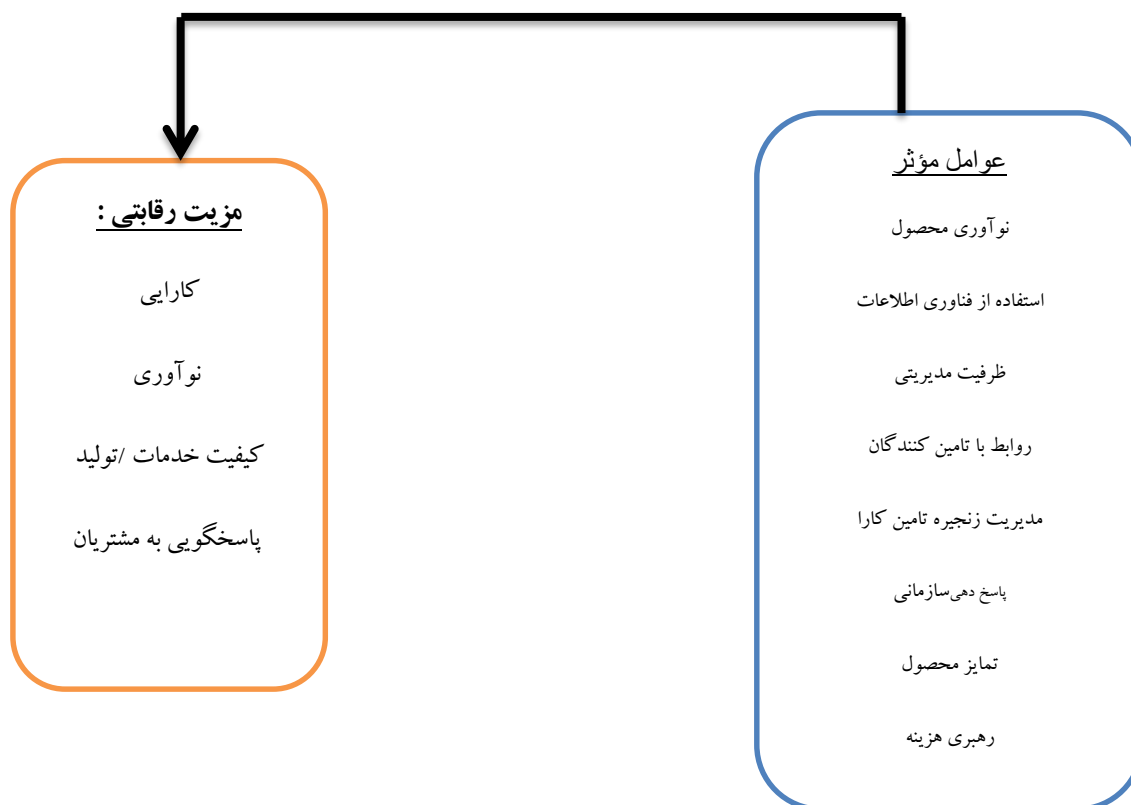 عوامل مؤثر
نوآوری محصول
استفاده از فناوری اطلاعات
ظرفیت مدیریتی
روابط با تامین کنندگان
مدیریت زنجیره تامین کارا
پاسخ دهی‌سازمانی
تمایز محصول
رهبری هزینه
مزیت رقابتی :
کارایی
نوآوری
کیفیت خدمات /تولید
پاسخگویی به مشتریان